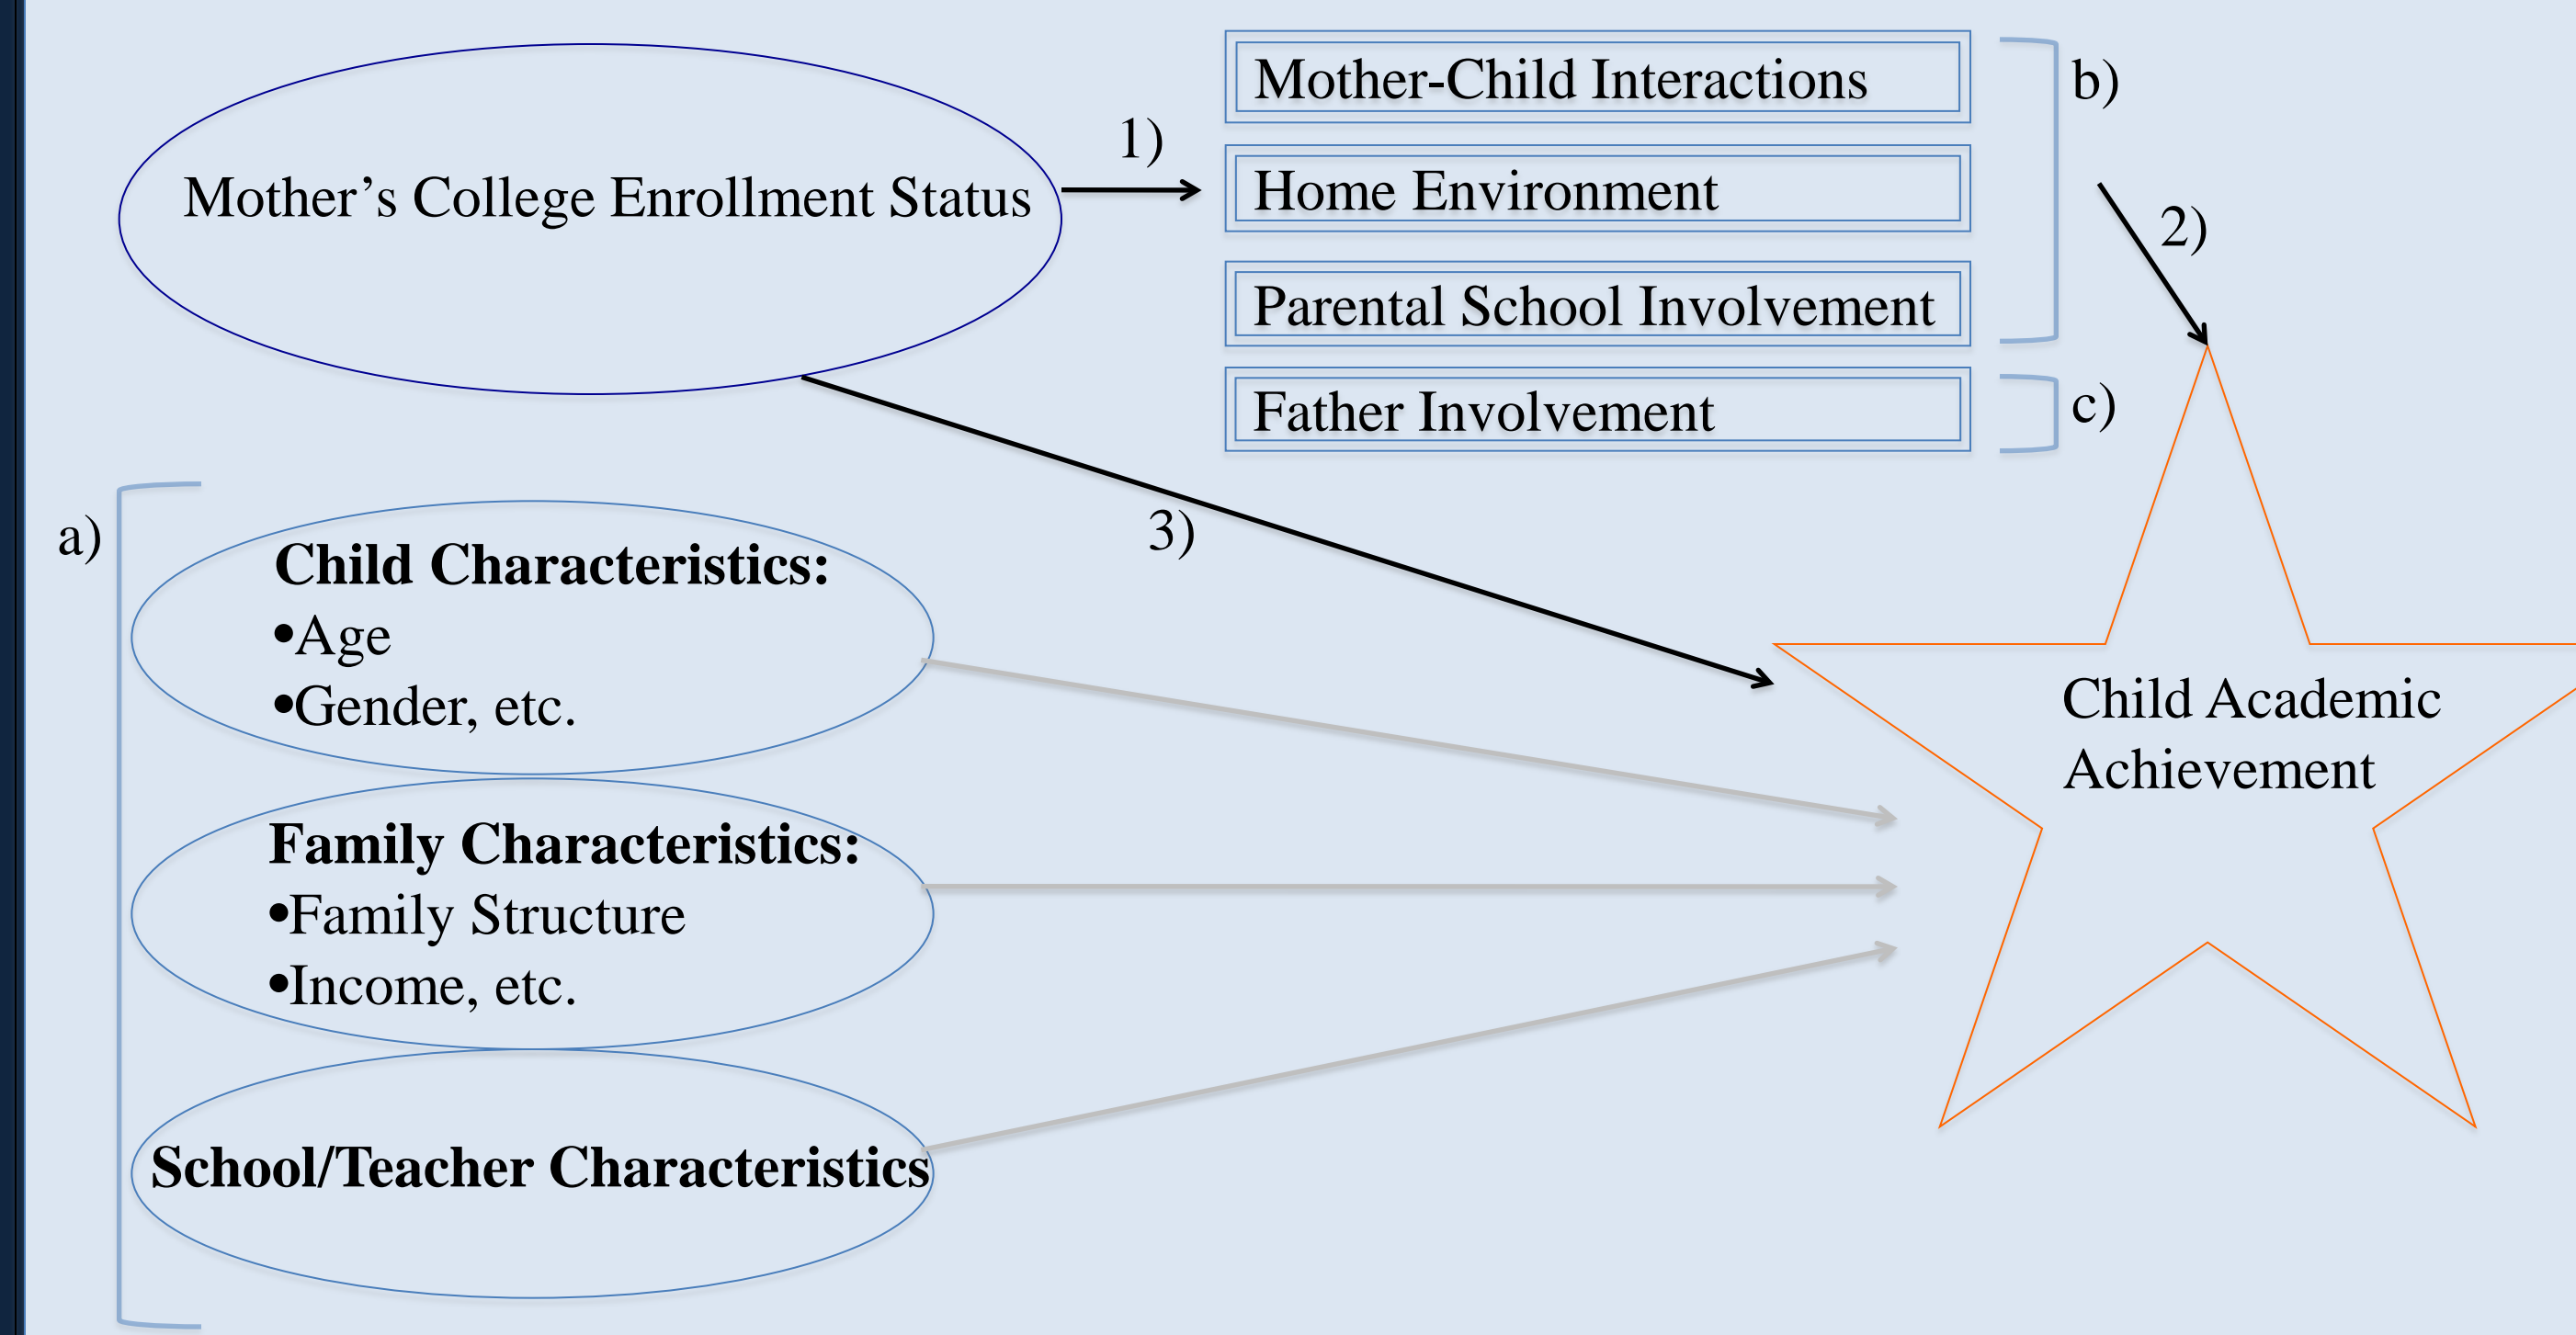 Mother’s College Enrollment Status
1)
Mother-Child Interactions
Home Environment
Parental School Involvement
Father Involvement
b)
2)
c)
3)
a)
Child Characteristics:
•Age
•Gender, etc.
Family Characteristics:
•Family Structure
•Income, etc.
School/Teacher Characteristics
Child Academic
Achievement